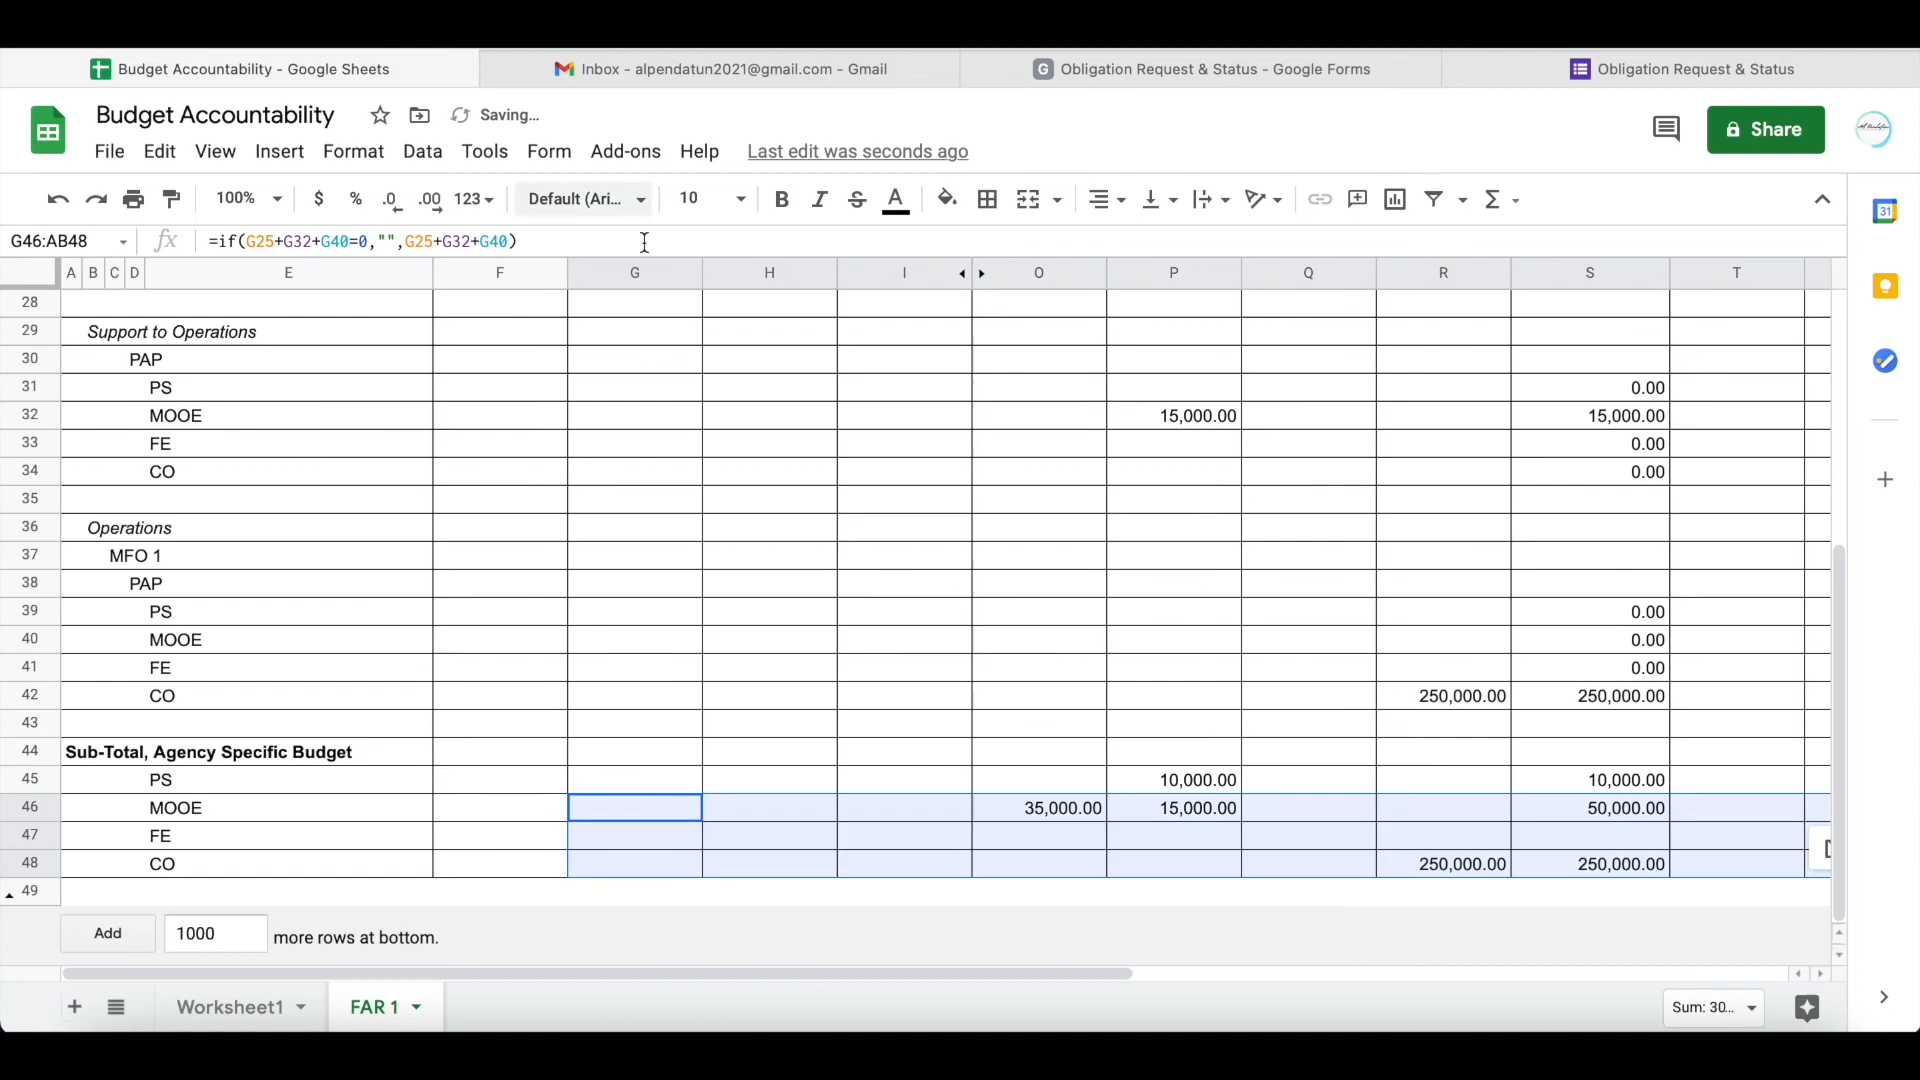 Budget Accountability - Google Sheets
Inbox - alpendatun2021@gmail.com - Gmail
G Obligation Request & Status - Google Forms
Obligation Request & Status
Budget Accountability
Saving...
Share
File Edit View Insert Format Data Tools Form Add-ons Help Last edit was seconds ago
100% $ % .0 .00 123 Default (Ari... 10 B I S A Σ
31
G46:AB48 fx =if(G25+G32+G40=0,"",G25+G32+G40)
A B C D E F G H I O P Q R S T
28
29 Support to Operations
30 PAP
31 PS 0.00
32 MOOE 15,000.00 15,000.00
33 FE 0.00
34 CO 0.00
35
36 Operations
37 MFO 1
38 PAP
39 PS 0.00
40 MOOE 0.00
41 FE 0.00
42 CO 250,000.00 250,000.00
43
44 Sub-Total, Agency Specific Budget
45 PS 10,000.00 10,000.00
46 MOOE 35,000.00 15,000.00 50,000.00
47 FE
48 CO 250,000.00 250,000.00
49
Add 1000 more rows at bottom.
Worksheet1 FAR 1 Sum: 30...